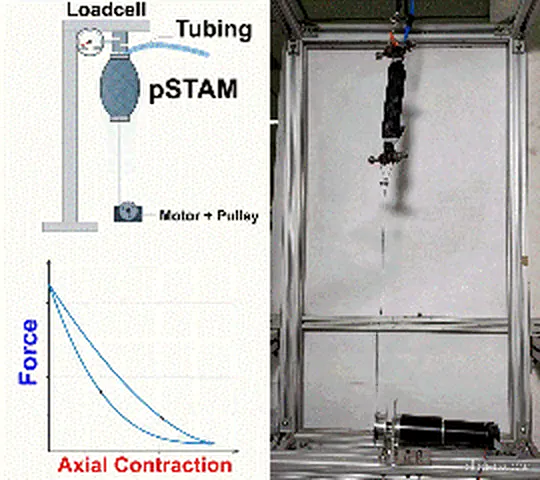 Loadcell
Tubing
pSTAM
Motor + Pulley
Force
Axial Contraction